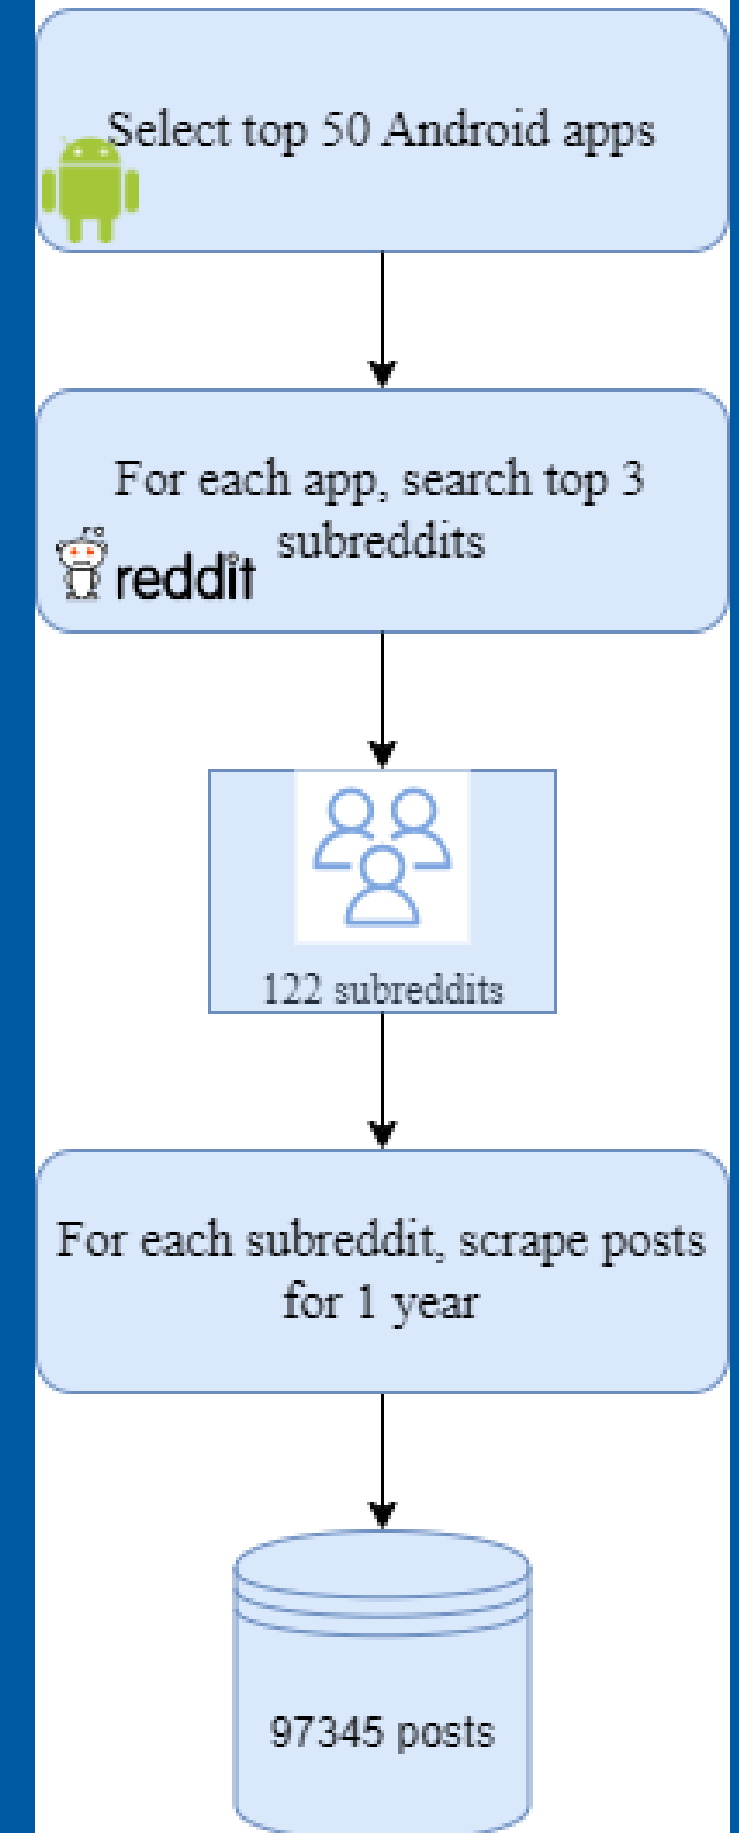 Select top 50 Android apps
For each app, search top 3
subreddits
reddit
122 subreddits
For each subreddit, scrape posts
for 1 year
97345 posts